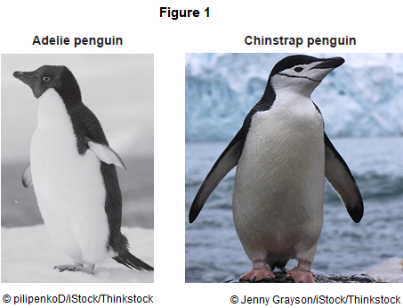 Figure 1
Adelie penguin
Chinstrap penguin
© pilipenkoD/iStock/Thinkstock
© Jenny Grayson/iStock/Thinkstock